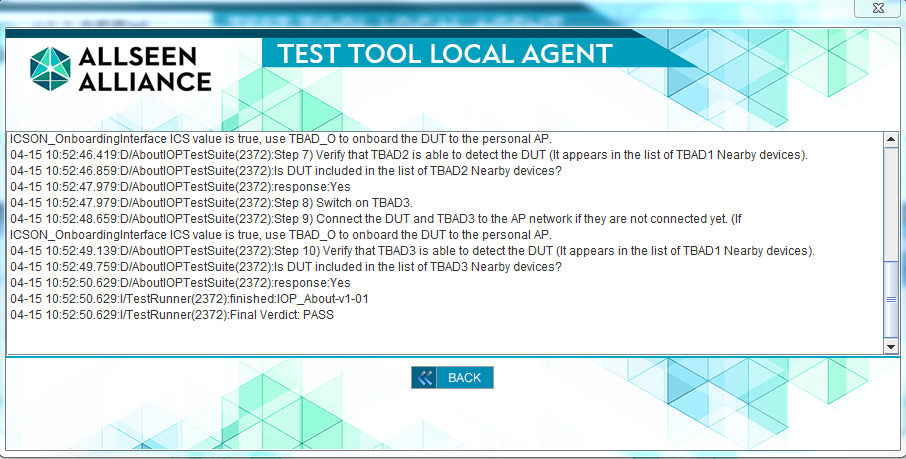 ALLSEEN
ALLIANCE
TEST TOOL LOCAL AGENT
ICSON_OnboardingInterface ICS value is true, use TBAD_O to onboard the DUT to the personal AP.
04-15 10:52:46.419:D/AboutIOPTestSuite(2372):Step 7) Verify that TBAD2 is able to detect the DUT (It appears in the list of TBAD1 Nearby devices).
04-15 10:52:46.859:D/AboutIOPTestSuite(2372):Is DUT included in the list of TBAD2 Nearby devices?
04-15 10:52:47.979:D/AboutIOPTestSuite(2372):response:Yes
04-15 10:52:47.979:D/AboutIOPTestSuite(2372):Step 8) Switch on TBAD3.
04-15 10:52:48.659:D/AboutIOPTestSuite(2372):Step 9) Connect the DUT and TBAD3 to the AP network if they are not connected yet. (If
ICSON_OnboardingInterface ICS value is true, use TBAD_O to onboard the DUT to the personal AP.
04-15 10:52:49.139:D/AboutIOPTestSuite(2372):Step 10) Verify that TBAD3 is able to detect the DUT (It appears in the list of TBAD1 Nearby devices).
04-15 10:52:49.759:D/AboutIOPTestSuite(2372):Is DUT included in the list of TBAD3 Nearby devices?
04-15 10:52:50.629:D/AboutIOPTestSuite(2372):response:Yes
04-15 10:52:50.629:I/TestRunner(2372):finished:IOP_About-v1-01
04-15 10:52:50.629:I/TestRunner(2372):Final Verdict: PASS
BACK